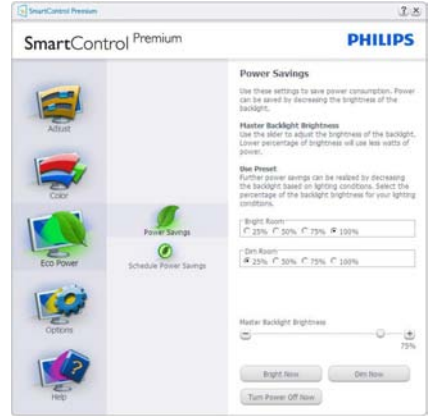 SmartControl Premium
? X
SmartControl Premium
PHILIPS
Adjust
Color
Eco Power
Options
Help
Power Savings
Schedule Power Savings
Power Savings
Use these settings to save power consumption. Power
can be saved by decreasing the brightness of the
backlight.
Master Backlight Brightness
Use the slider to adjust the brightness of the backlight.
Lower percentage of brightness will use less watts of
power.
Use Preset
Further power savings can be realized by decreasing
the backlight based on lighting conditions. Select the
percentage of the backlight brightness for your lighting
conditions.
Bright Room
25% 50% 75% 100%
Dim Room
25% 50% 75% 100%
Master Backlight Brightness
75%
Bright Now Dim Now
Turn Power Off Now